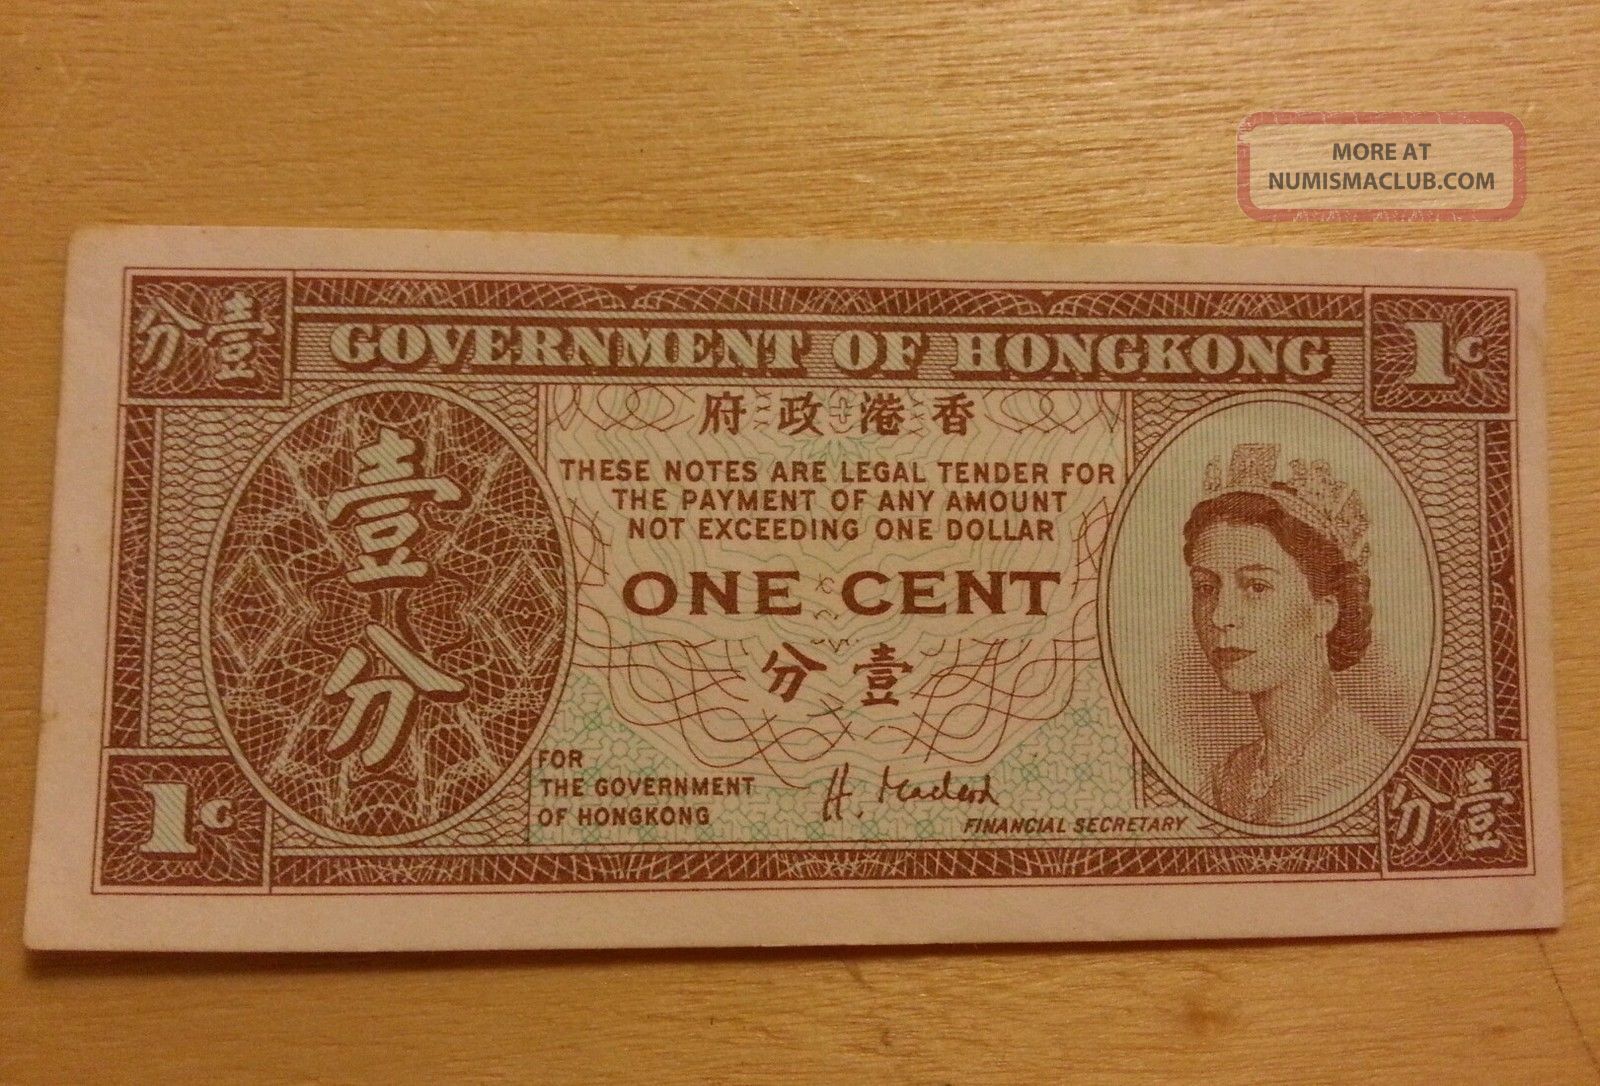 MORE AT
NUMISMACLUB.COM
分壹
GOVERNMENT OF HONGKONG
1C
府政港香
壹分
THESE NOTES ARE LEGAL TENDER FOR
THE PAYMENT OF ANY AMOUNT
NOT EXCEEDING ONE DOLLAR
ONE CENT
分壹
FOR
THE GOVERNMENT
OF HONGKONG
H. Macleod
FINANCIAL SECRETARY
1C
分壹